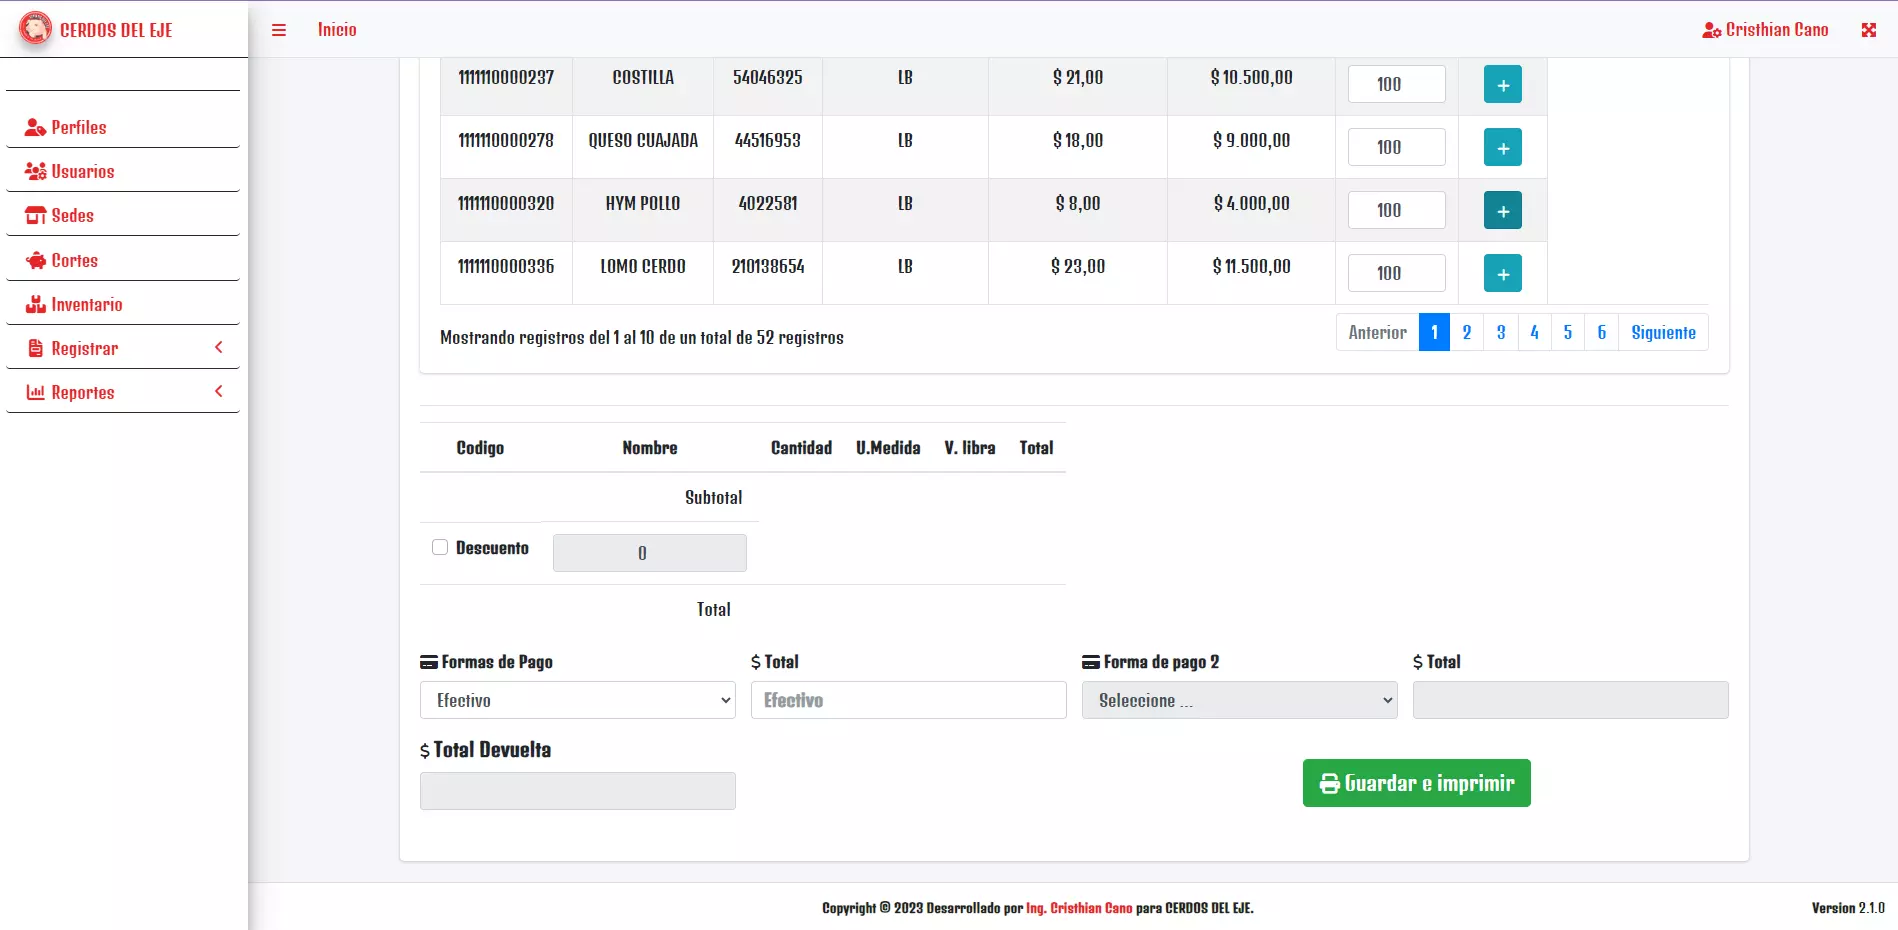 CERDOS DEL EJE
Inicio
Cristhian Cano
Perfiles
Usuarios
Sedes
Cortes
Inventario
Registrar
Reportes
1111110000237 COSTILLA 54046325 LB $ 21,00 $ 10.500,00 100 +
1111110000278 QUESO CUAJADA 44516953 LB $ 18,00 $ 9.000,00 100 +
1111110000320 HYM POLLO 4022581 LB $ 8,00 $ 4.000,00 100 +
1111110000336 LOMO CERDO 210138654 LB $ 23,00 $ 11.500,00 100 +
Mostrando registros del 1 al 10 de un total de 52 registros
Anterior 1 2 3 4 5 6 Siguiente
Codigo Nombre Cantidad U.Medida V. libra Total
Subtotal
Descuento 0
Total
Formas de Pago $ Total Forma de pago 2 $ Total
Efectivo Efectivo Seleccione ...
$ Total Devuelta
Guardar e imprimir
Copyright © 2023 Desarrollado por Ing. Cristhian Cano para CERDOS DEL EJE.
Version 2.1.0